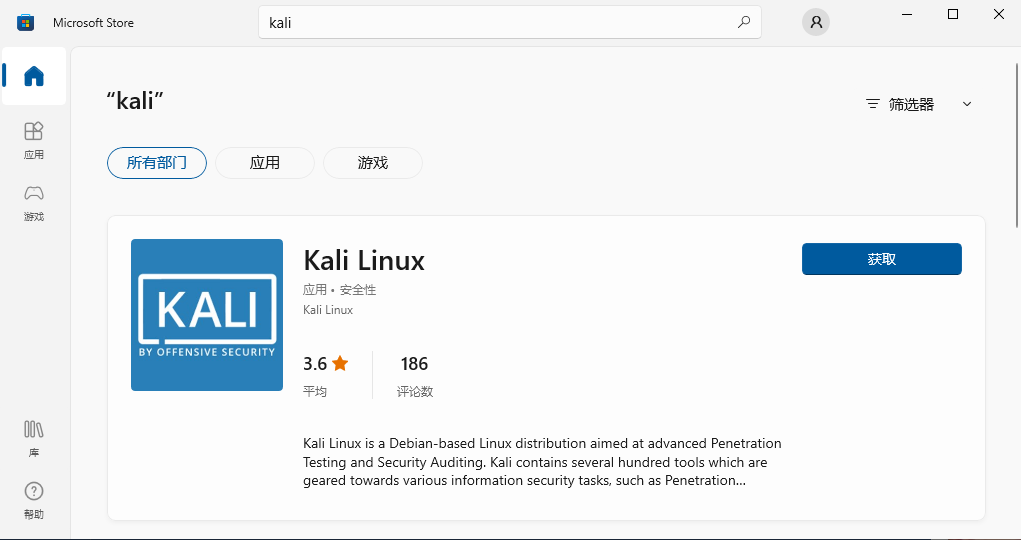 Microsoft Store
kali
“kali”
筛选器
所有部门
应用
游戏
应用
游戏
库
帮助
KALI
BY OFFENSIVE SECURITY
Kali Linux
获取
应用 • 安全性
Kali Linux
3.6
186
平均
评论数
Kali Linux is a Debian-based Linux distribution aimed at advanced Penetration
Testing and Security Auditing. Kali contains several hundred tools which are
geared towards various information security tasks, such as Penetration...